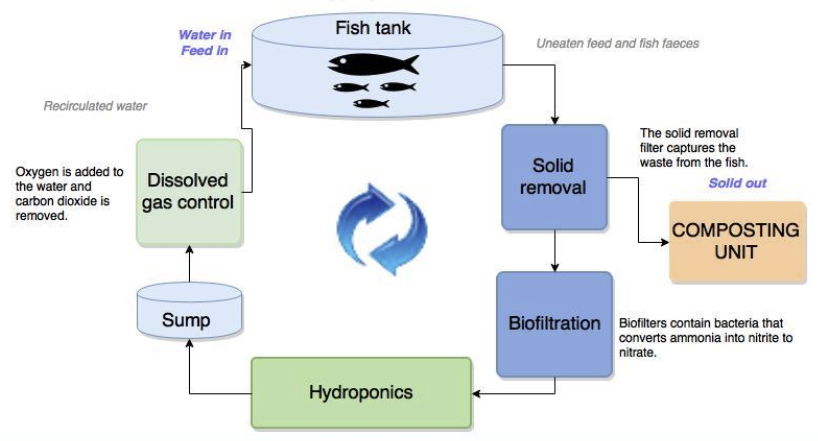 Fish tank
Water in
Feed in
Uneaten feed and fish faeces
Recirculated water
Solid
removal
The solid removal
filter captures the
waste from the fish.
Solid out
Oxygen is added to
the water and
carbon dioxide is
removed.
Dissolved
gas control
COMPOSTING
UNIT
Sump
Biofiltration
Biofilters contain bacteria that
converts ammonia into nitrite to
nitrate.
Hydroponics